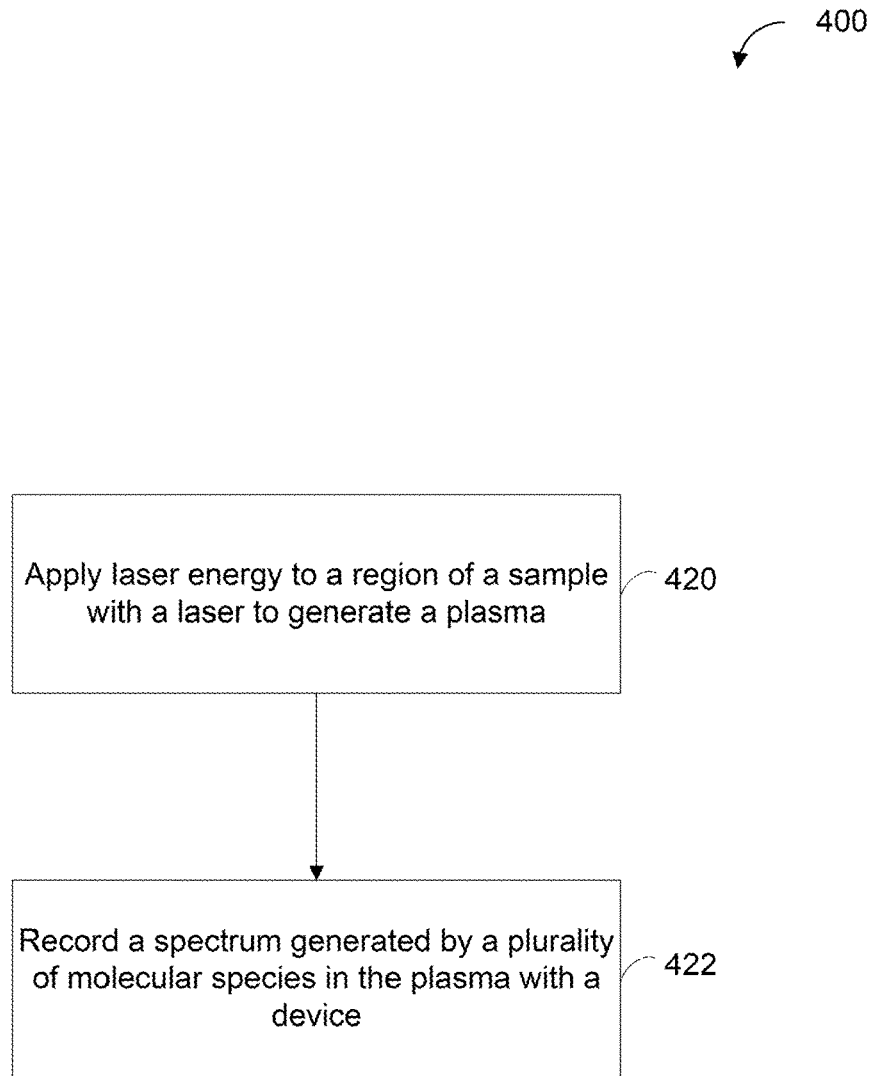 400
Apply laser energy to a region of a sample
with a laser to generate a plasma
420
Record a spectrum generated by a plurality
of molecular species in the plasma with a
device
422